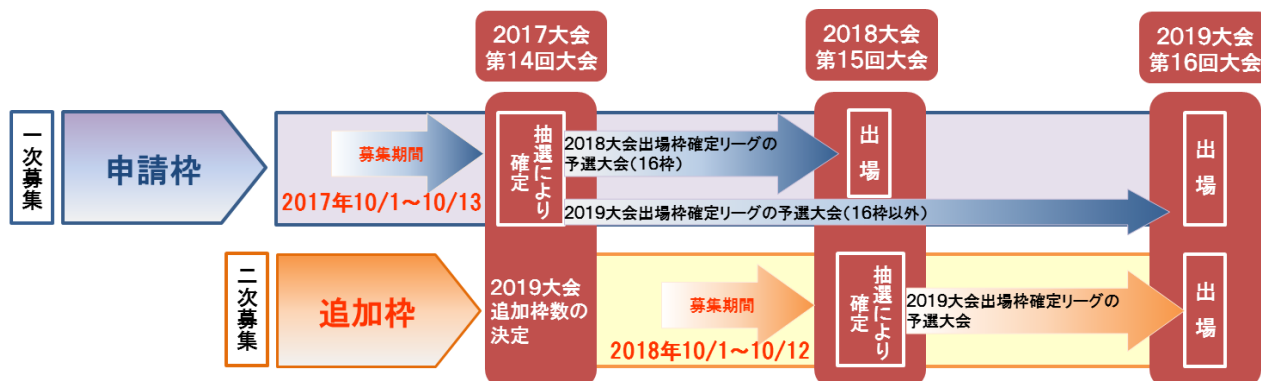 2017大会
第14回大会
2018大会
第15回大会
2019大会
第16回大会
一次募集
申請枠
募集期間
2017年10/1～10/13
抽選により
確定
2018大会出場枠確定リーグの
予選大会(16枠)
出場
2019大会出場枠確定リーグの予選大会(16枠以外)
出場
二次募集
追加枠
2019大会
追加枠数の
決定
募集期間
2018年10/1～10/12
抽選により
確定
2019大会出場枠確定リーグの
予選大会
出場